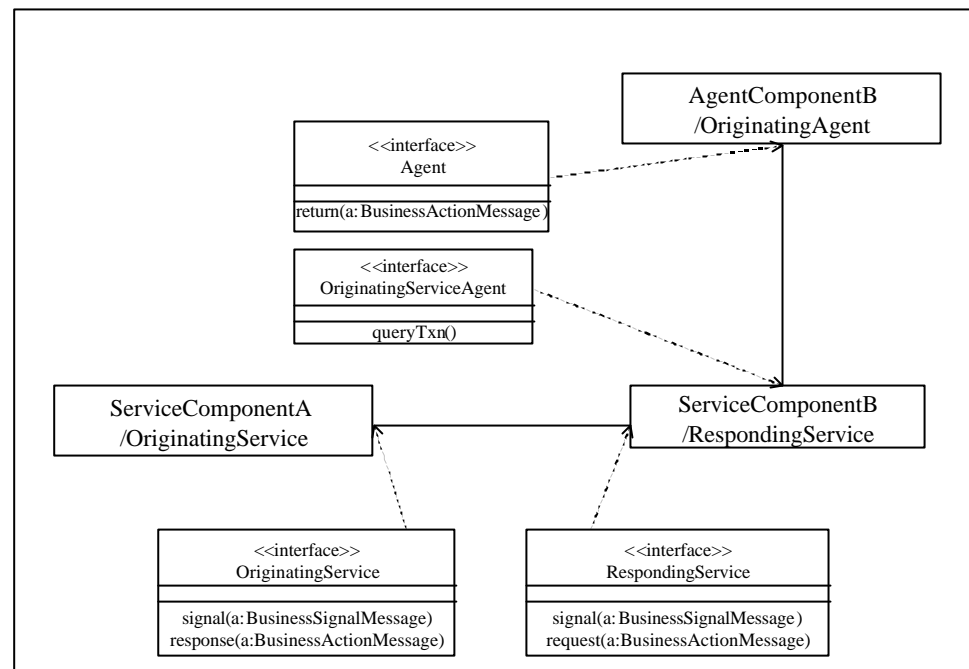 AgentComponentB
/OriginatingAgent
<<interface>>
Agent
return(a:BusinessActionMessage)
<<interface>>
OriginatingServiceAgent
queryTxn()
ServiceComponentA
/OriginatingService
ServiceComponentB
/RespondingService
<<interface>>
OriginatingService
signal(a:BusinessSignalMessage)
response(a:BusinessActionMessage)
<<interface>>
RespondingService
signal(a:BusinessSignalMessage)
request(a:BusinessActionMessage)